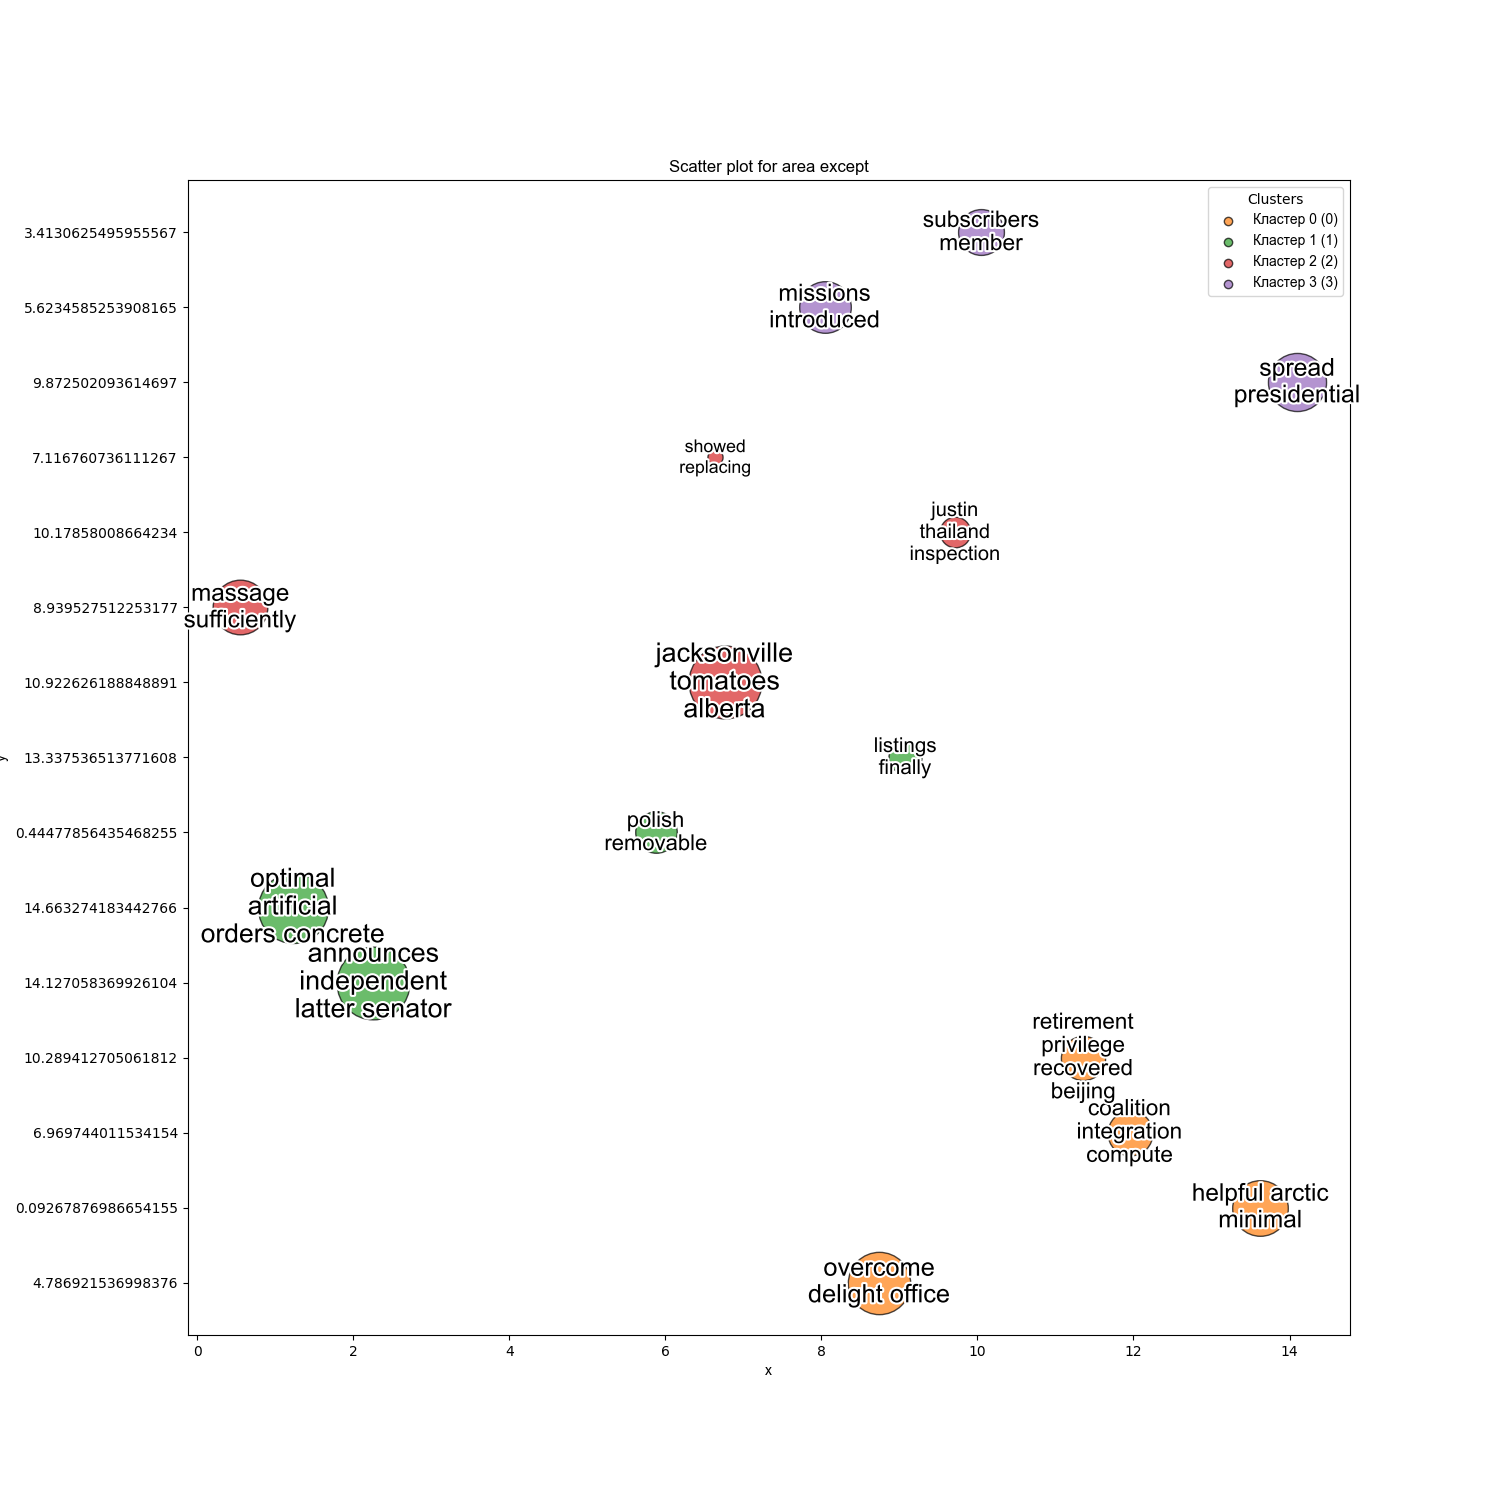 Scatter plot for area except
Clusters
Кластер 0 (0)
Кластер 1 (1)
Кластер 2 (2)
Кластер 3 (3)
3.4130625495955567
5.6234585253908165
9.872502093614697
7.116760736111267
10.17858008664234
8.939527512253177
10.922626188848891
13.337536513771608
0.44477856435468255
14.663274183442766
14.127058369926104
10.289412705061812
6.969744011534154
0.09267876986654155
4.786921536998376
y
subscribers
member
missions
introduced
spread
presidential
showed
replacing
justin
thailand
inspection
massage
sufficiently
jacksonville
tomatoes
alberta
listings
finally
polish
removable
optimal
artificial
orders concrete
announces
independent
latter senator
retirement
privilege
recovered
beijing
coalition
integration
compute
helpful arctic
minimal
overcome
delight office
0 2 4 6 8 10 12 14
x